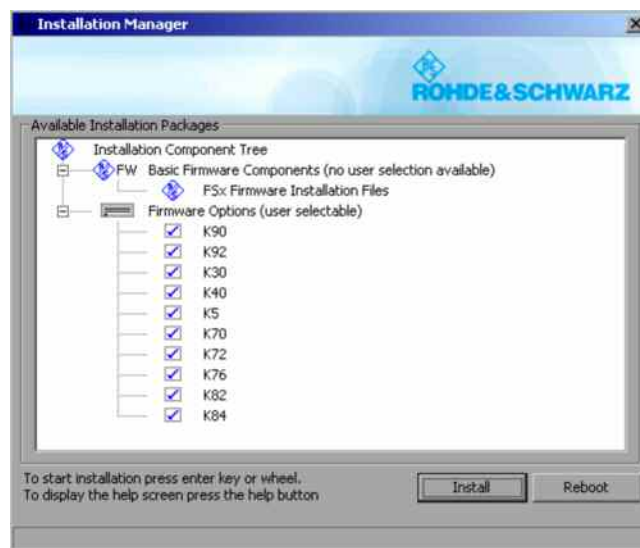 Installation Manager
ROHDE&SCHWARZ
Available Installation Packages
Installation Component Tree
FW Basic Firmware Components (no user selection available)
FSx Firmware Installation Files
Firmware Options (user selectable)
K90
K92
K30
K40
K5
K70
K72
K76
K82
K84
To start installation press enter key or wheel.
To display the help screen press the help button
Install
Reboot